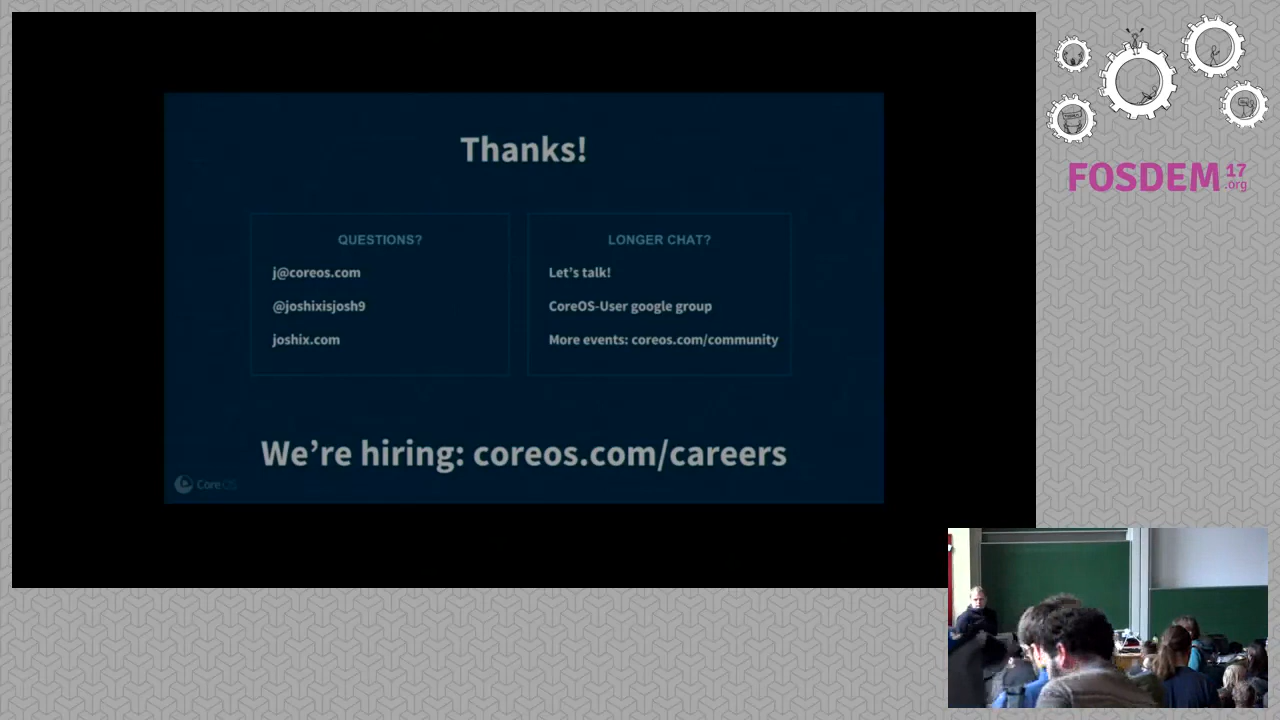 Thanks!
QUESTIONS?
j@coreos.com
@joshixisjosh9
joshix.com
LONGER CHAT?
Let’s talk!
CoreOS-User google group
More events: coreos.com/community
We’re hiring: coreos.com/careers
CoreOS
FOSDEM 17
.org